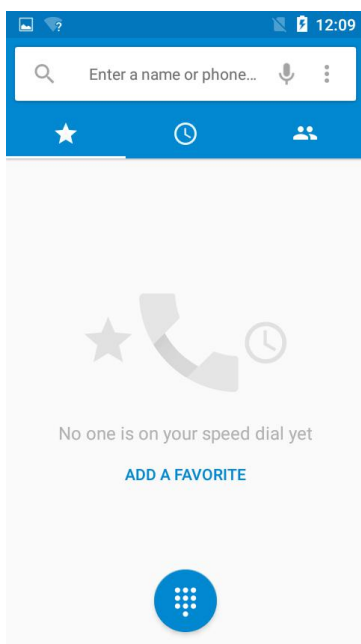 12:09
Enter a name or phone...
No one is on your speed dial yet
ADD A FAVORITE